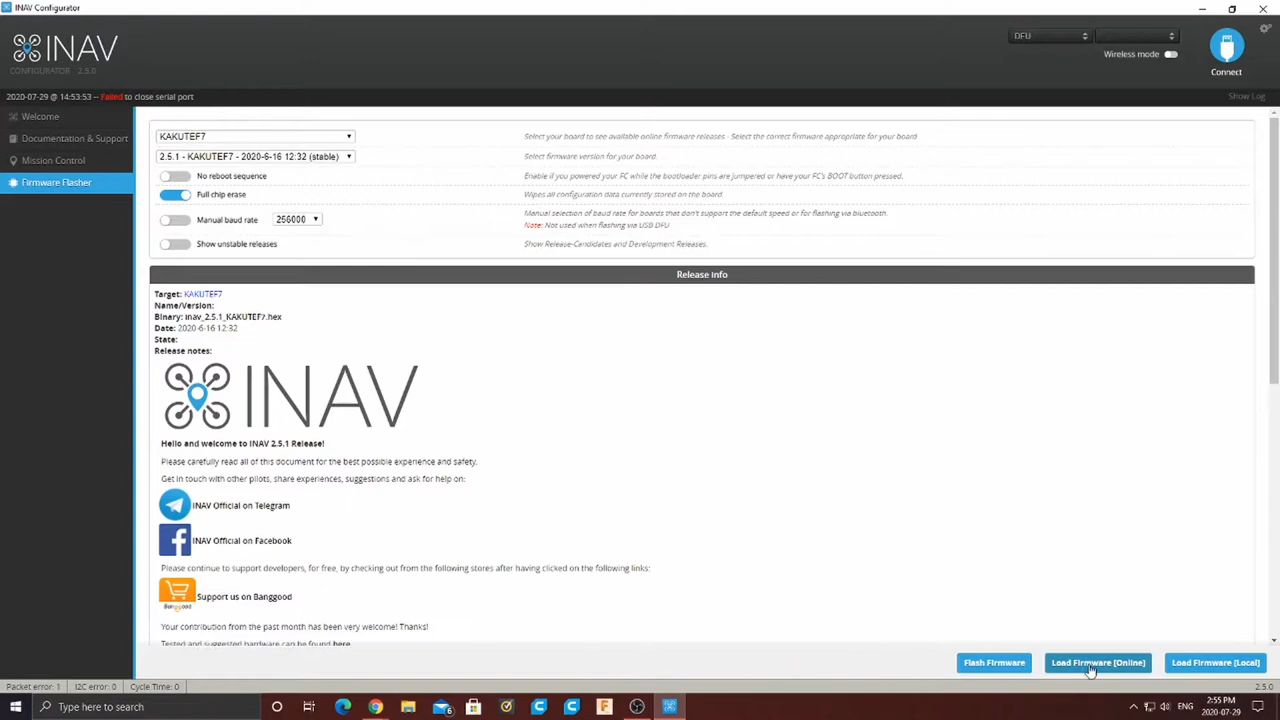 INAV Configurator
INAV
CONFIGURATOR 2.5.0
DFU
Wireless mode
Connect
2020-07-29 @ 14:53:53 -- Failed to close serial port
Show Log
Welcome
Documentation & Support
Mission Control
Firmware Flasher
KAKUTEF7
Select your board to see available online firmware releases - Select the correct firmware appropriate for your board
2.5.1 - KAKUTEF7 - 2020-6-16 12:32 (stable)
Select firmware version for your board.
No reboot sequence
Enable if you powered your FC while the bootloader pins are jumpered or have your FC's BOOT button pressed.
Full chip erase
Wipes all configuration data currently stored on the board.
Manual baud rate
256000
Manual selection of baud rate for boards that don't support the default speed or for flashing via bluetooth.
Note: Not used when flashing via USB DFU
Show unstable releases
Show Release-Candidates and Development Releases.
Release info
Target: KAKUTEF7
Name/Version:
Binary: inav_2.5.1_KAKUTEF7.hex
Date: 2020-6-16 12:32
State:
Release notes:
INAV
Hello and welcome to INAV 2.5.1 Release!
Please carefully read all of this document for the best possible experience and safety.
Get in touch with other pilots, share experiences, suggestions and ask for help on:
INAV Official on Telegram
INAV Official on Facebook
Please continue to support developers, for free, by checking out from the following stores after having clicked on the following links:
Banggood
Support us on Banggood
Your contribution from the past month has been very welcome! Thanks!
Tested and suggested hardware can be found here
Flash Firmware
Load Firmware [Online]
Load Firmware [Local]
Packet error: 1
I2C error: 0
Cycle Time: 0
2.5.0
Type here to search
6
ENG
2:55 PM
2020-07-29